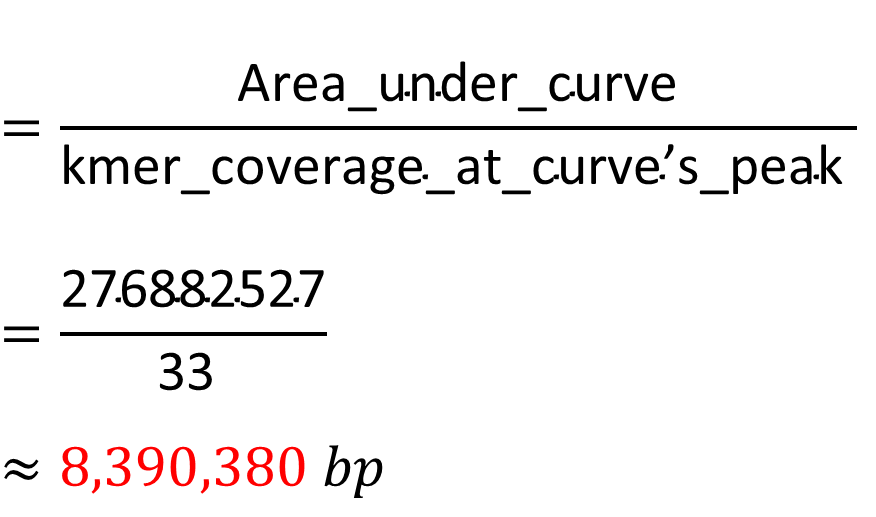 = Area_under_curve
kmer_coverage_at_curve's_peak
= 276882527
33
≈ 8,390,380 bp